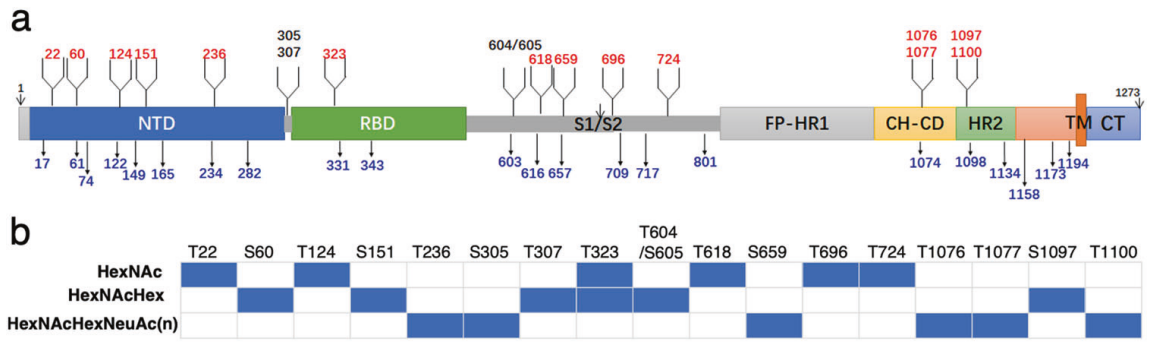 a
305
1076 1097
22 60 124 151 236 307 323 604/605 618 659 696 724 1077 1100
1 1273
NTD RBD S1/S2 FP-HR1 CH-CD HR2 TM CT
17 61 74 122 149 165 234 282 331 343 603 616 657 709 717 801 1074 1098 1134 1158 1173 1194
b
T22 S60 T124 S151 T236 S305 T307 T323 T604 /S605 T618 S659 T696 T724 T1076 T1077 S1097 T1100
HexNAc
HexNAcHex
HexNAcHexNeuAc(n)